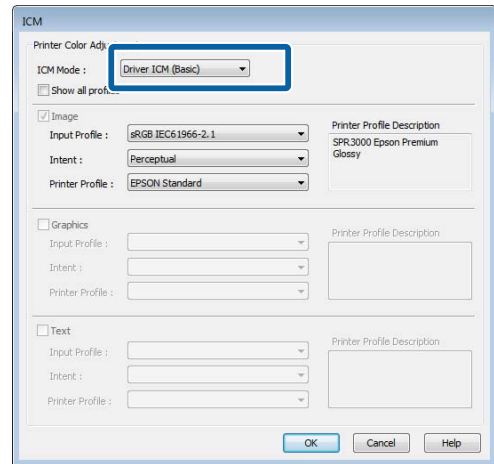 ICM
Printer Color Adju
ICM Mode : Driver ICM (Basic)
Show all profile
Image
Input Profile : sRGB IEC61966-2.1
Intent : Perceptual
Printer Profile : EPSON Standard
Printer Profile Description
SPR3000 Epson Premium
Glossy
Graphics
Input Profile :
Intent :
Printer Profile :
Printer Profile Description
Text
Input Profile :
Intent :
Printer Profile :
Printer Profile Description
OK Cancel Help